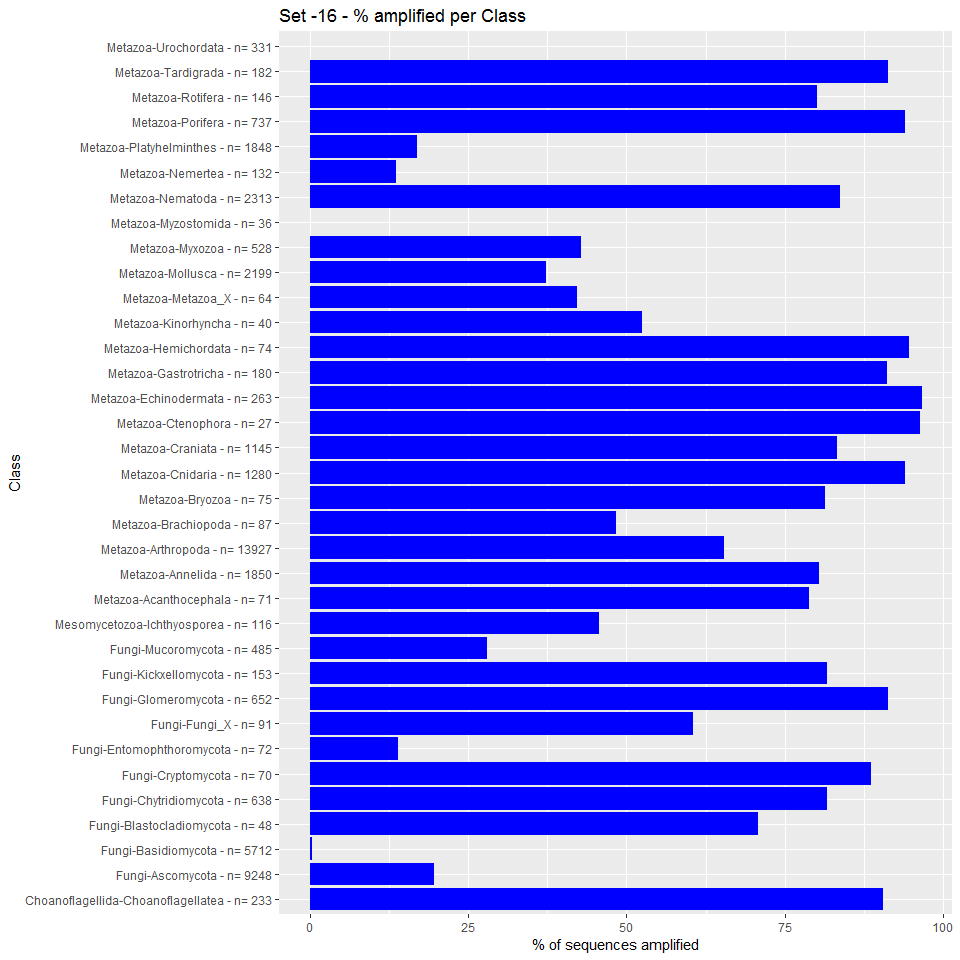 Set -16 - % amplified per Class
Metazoa-Urochordata - n= 331
Metazoa-Tardigrada - n= 182
Metazoa-Rotifera - n= 146
Metazoa-Porifera - n= 737
Metazoa-Platyhelminthes - n= 1848
Metazoa-Nemertea - n= 132
Metazoa-Nematoda - n= 2313
Metazoa-Myzostomida - n= 36
Metazoa-Myxozoa - n= 528
Metazoa-Mollusca - n= 2199
Metazoa-Metazoa_X - n= 64
Metazoa-Kinorhyncha - n= 40
Metazoa-Hemichordata - n= 74
Metazoa-Gastrotricha - n= 180
Metazoa-Echinodermata - n= 263
Metazoa-Ctenophora - n= 27
Metazoa-Craniata - n= 1145
Metazoa-Cnidaria - n= 1280
Metazoa-Bryozoa - n= 75
Metazoa-Brachiopoda - n= 87
Metazoa-Arthropoda - n= 13927
Metazoa-Annelida - n= 1850
Metazoa-Acanthocephala - n= 71
Mesomycetozoa-Ichthyosporea - n= 116
Fungi-Mucoromycota - n= 485
Fungi-Kickxellomycota - n= 153
Fungi-Glomeromycota - n= 652
Fungi-Fungi_X - n= 91
Fungi-Entomophthoromycota - n= 72
Fungi-Cryptomycota - n= 70
Fungi-Chytridiomycota - n= 638
Fungi-Blastocladiomycota - n= 48
Fungi-Basidiomycota - n= 5712
Fungi-Ascomycota - n= 9248
Choanoflagellida-Choanoflagellatea - n= 233
Class
0 25 50 75 100
% of sequences amplified